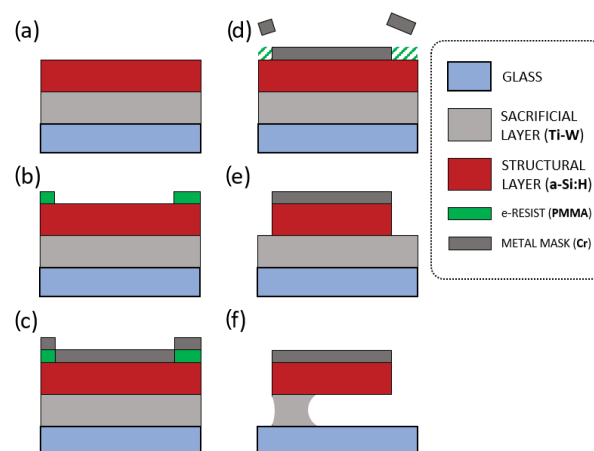 (a)
(b)
(c)
(d)
(e)
(f)
GLASS
SACRIFICIAL
LAYER (Ti-W)
STRUCTURAL
LAYER (a-Si:H)
e-RESIST (PMMA)
METAL MASK (Cr)